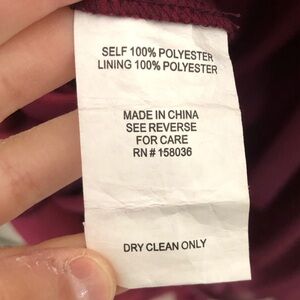 SELF 100% POLYESTER
LINING 100% POLYESTER
MADE IN CHINA
SEE REVERSE
FOR CARE
RN # 158036
DRY CLEAN ONLY